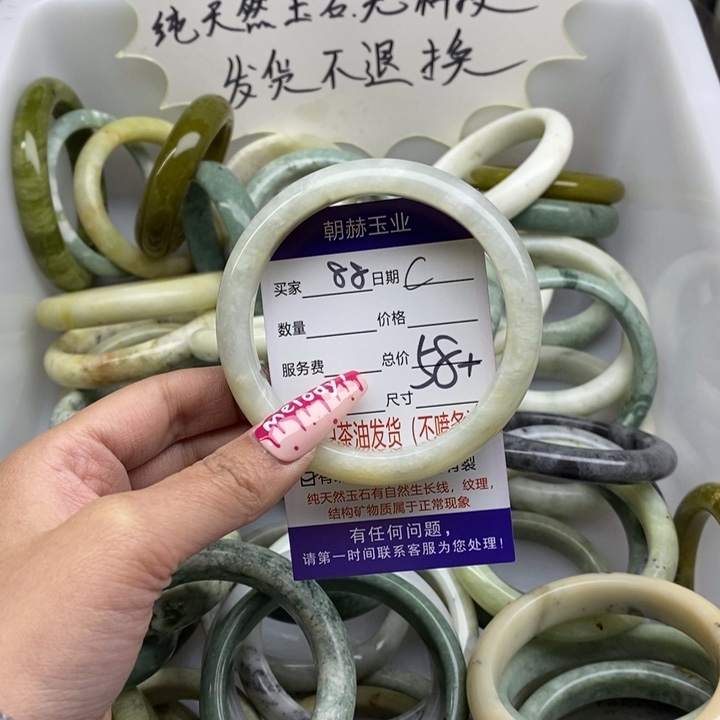 纯天然玉石.无
发货不退换
朝赫玉业
买家 88 日期 C
数量 价格
服务费 总价 58+
melody
尺寸
茶油发货(不喷
纯天然玉石有自然生长线，纹理，
结构矿物质属于正常现象
有任何问题，
请第一时间联系客服为您处理！